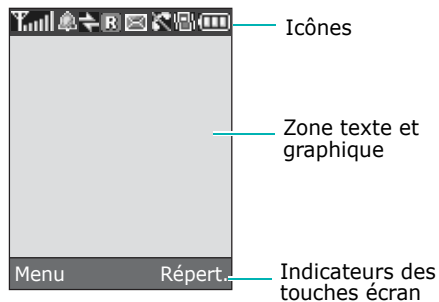 R
Icônes
Zone texte et
graphique
Menu Répert.
Indicateurs des
touches écran